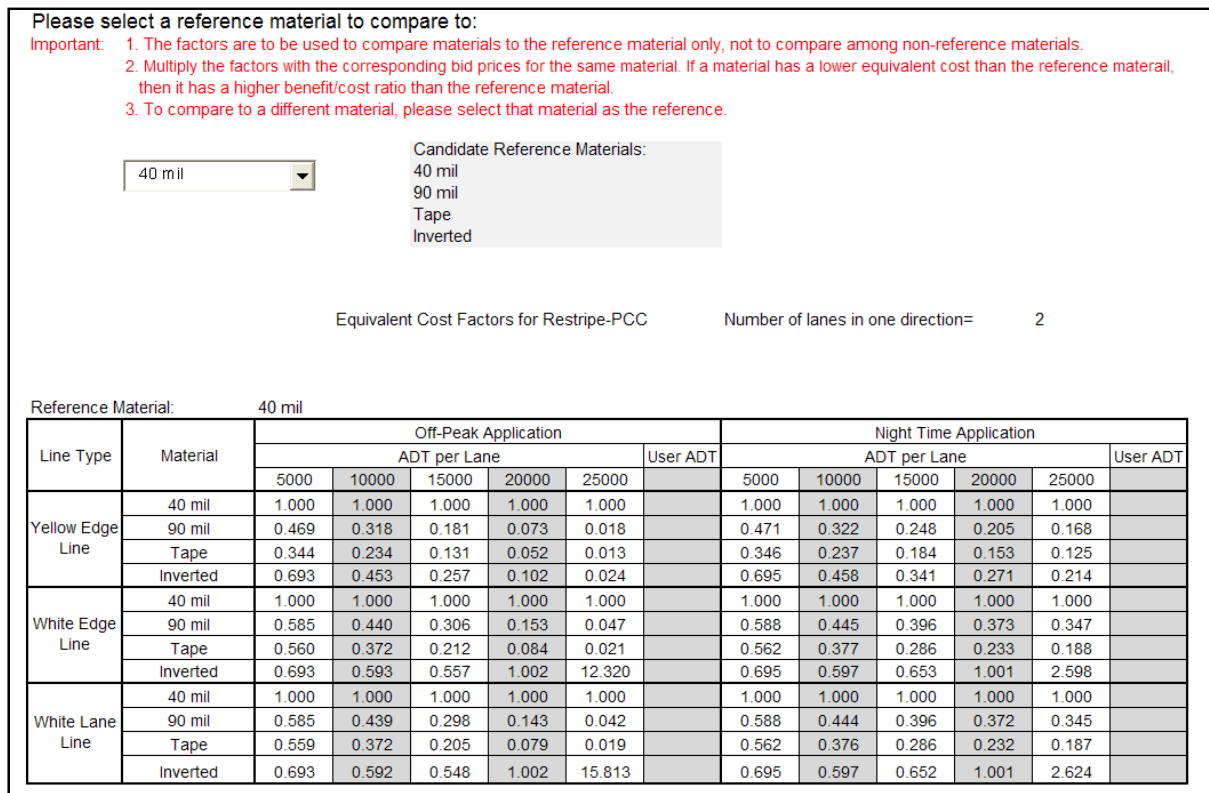 Please select a reference material to compare to:
Important: 1. The factors are to be used to compare materials to the reference material only, not to compare among non-reference materials.
2. Multiply the factors with the corresponding bid prices for the same material. If a material has a lower equivalent cost than the reference materail,
then it has a higher benefit/cost ratio than the reference material.
3. To compare to a different material, please select that material as the reference.
40 mil
Candidate Reference Materials:
40 mil
90 mil
Tape
Inverted
Equivalent Cost Factors for Restripe-PCC Number of lanes in one direction= 2
Reference Material: 40 mil
Line Type Material Off-Peak Application Night Time Application
ADT per Lane User ADT ADT per Lane User ADT
5000 10000 15000 20000 25000 5000 10000 15000 20000 25000
Yellow Edge Line
40 mil 1.000 1.000 1.000 1.000 1.000 1.000 1.000 1.000 1.000 1.000
90 mil 0.469 0.318 0.181 0.073 0.018 0.471 0.322 0.248 0.205 0.168
Tape 0.344 0.234 0.131 0.052 0.013 0.346 0.237 0.184 0.153 0.125
Inverted 0.693 0.453 0.257 0.102 0.024 0.695 0.458 0.341 0.271 0.214
White Edge Line
40 mil 1.000 1.000 1.000 1.000 1.000 1.000 1.000 1.000 1.000 1.000
90 mil 0.585 0.440 0.306 0.153 0.047 0.588 0.445 0.396 0.373 0.347
Tape 0.560 0.372 0.212 0.084 0.021 0.562 0.377 0.286 0.233 0.188
Inverted 0.693 0.593 0.557 1.002 12.320 0.695 0.597 0.653 1.001 2.598
White Lane Line
40 mil 1.000 1.000 1.000 1.000 1.000 1.000 1.000 1.000 1.000 1.000
90 mil 0.585 0.439 0.298 0.143 0.042 0.588 0.444 0.396 0.372 0.345
Tape 0.559 0.372 0.205 0.079 0.019 0.562 0.376 0.286 0.232 0.187
Inverted 0.693 0.592 0.548 1.002 15.813 0.695 0.597 0.652 1.001 2.624